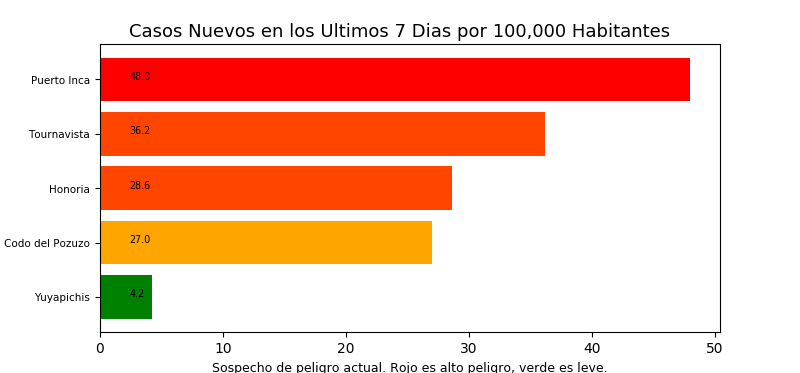 Casos Nuevos en los Ultimos 7 Dias por 100,000 Habitantes
Puerto Inca
48.0
Tournavista
36.2
Honoria
28.6
Codo del Pozuzo
27.0
Yuyapichis
4.2
0 10 20 30 40 50
Sospecho de peligro actual. Rojo es alto peligro, verde es leve.